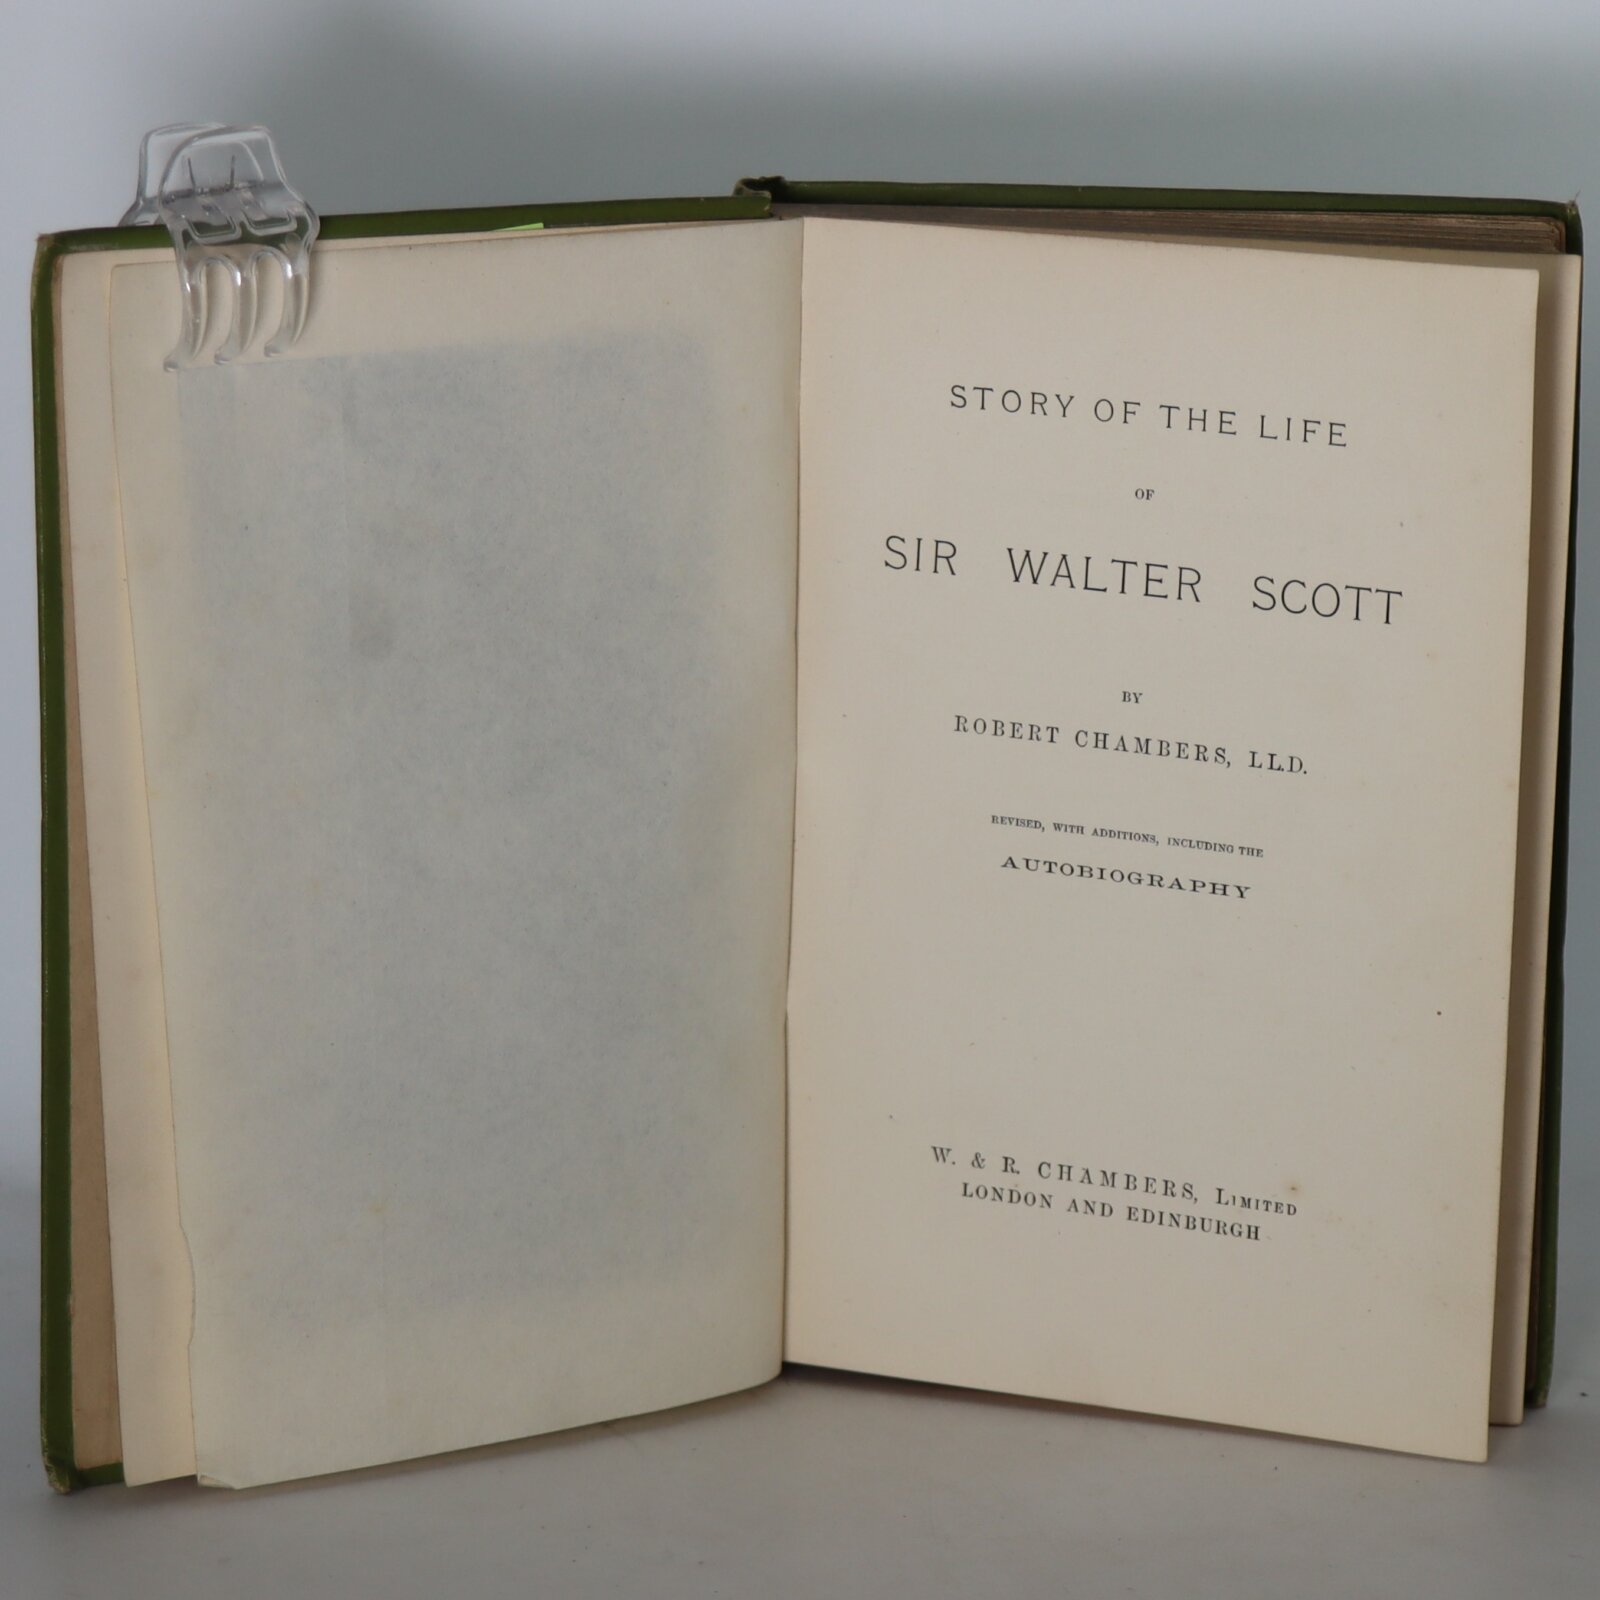 STORY OF THE LIFE
OF
SIR WALTER SCOTT
BY
ROBERT CHAMBERS, LL.D.
REVISED, WITH ADDITIONS, INCLUDING THE
AUTOBIOGRAPHY
W. & R. CHAMBERS, LIMITED
LONDON AND EDINBURGH